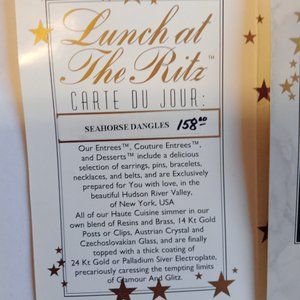 Lunch at
The Ritz™
CARTE DU JOUR:
SEAHORSE DANGLES 158.00
Our Entrees™, Couture Entrees™,
and Desserts™ include a delicious
selection of earrings, pins, bracelets,
necklaces, and belts, and are Exclusively
prepared for You with love, in the
beautiful Hudson River Valley,
of New York, USA
All of our Haute Cuisine simmer in our
own blend of Resins and Brass, 14 Kt Gold
Posts or Clips, Austrian Crystal and
Czechoslovakian Glass, and are finally
topped with a thick coating of
24 Kt Gold or Palladium Siver Electroplate,
precariously caressing the tempting limits
of Glamour And Glitz.